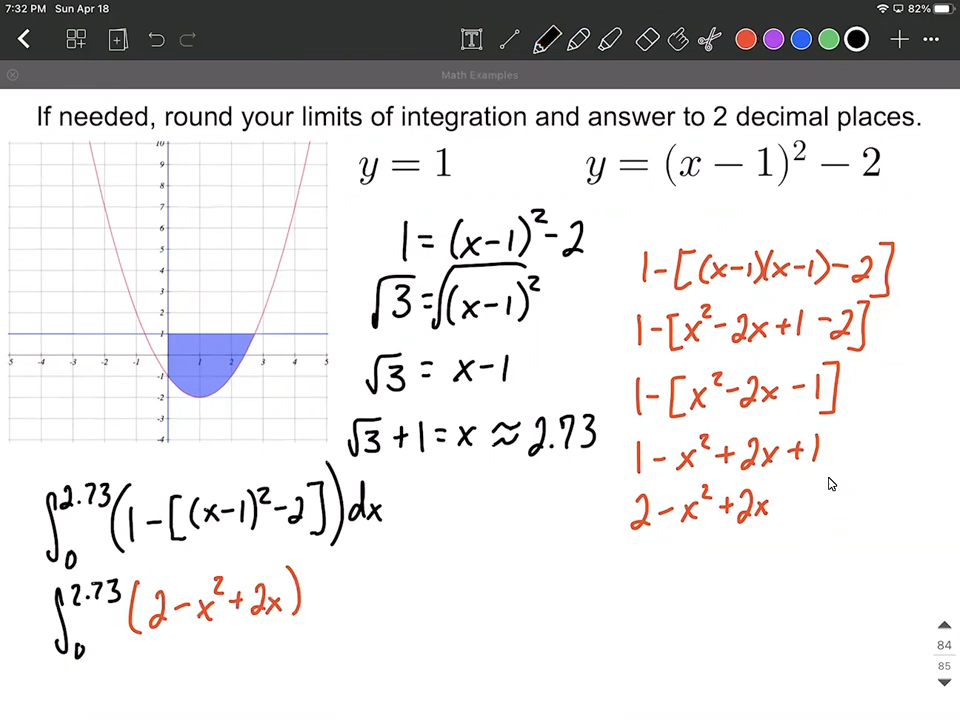 7:32 PM Sun Apr 18
82%
Math Examples
If needed, round your limits of integration and answer to 2 decimal places.
y = 1
y = (x − 1)² − 2
10
9
8
7
6
5
4
3
2
1
-1
-2
-3
-4
5 -4 -3 -2 -1 1 2 3 4 5
1 = (x-1)² - 2
√3 = √(x-1)²
√3 = x-1
√3 + 1 = x ≈ 2.73
1-[(x-1)(x-1)-2]
1-[x²-2x+1-2]
1-[x²-2x-1]
1-x²+2x+1
2-x²+2x
∫₀^2.73 (1-[(x-1)²-2])dx
∫₀^2.73 (2-x²+2x)
84
85